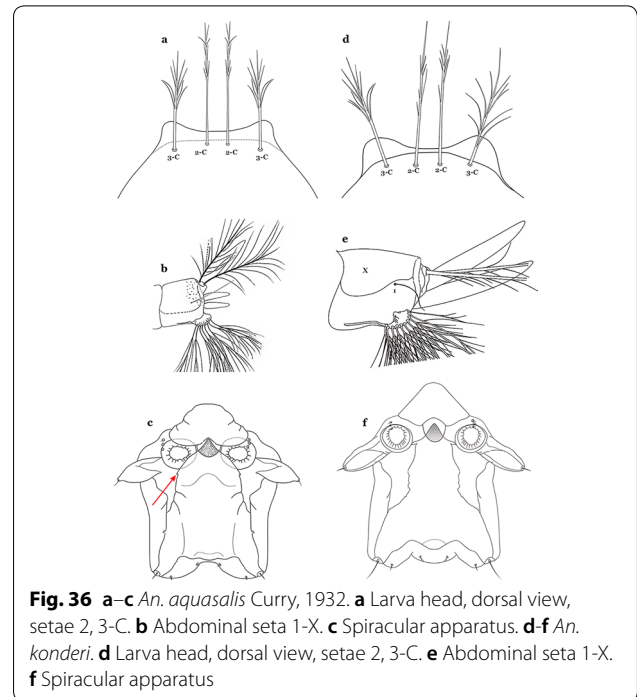 a
d
3-C 2-C 2-C 3-C
3-C 2-C 2-C 3-C
b
e
X
1
c
f
Fig. 36 a–c An. aquasalis Curry, 1932. a Larva head, dorsal view,
setae 2, 3-C. b Abdominal seta 1-X. c Spiracular apparatus. d-f An.
konderi. d Larva head, dorsal view, setae 2, 3-C. e Abdominal seta 1-X.
f Spiracular apparatus